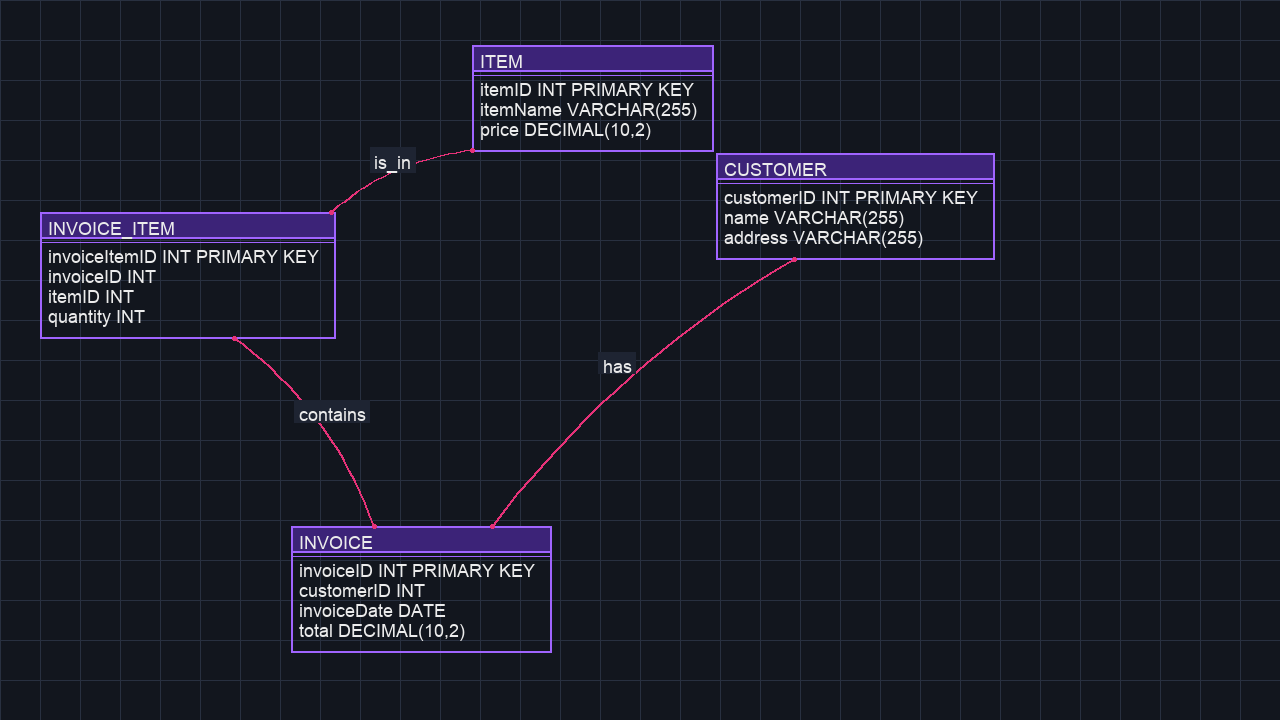 ITEM
itemID INT PRIMARY KEY
itemName VARCHAR(255)
price DECIMAL(10,2)
is_in
CUSTOMER
customerID INT PRIMARY KEY
name VARCHAR(255)
address VARCHAR(255)
INVOICE_ITEM
invoiceItemID INT PRIMARY KEY
invoiceID INT
itemID INT
quantity INT
has
contains
INVOICE
invoiceID INT PRIMARY KEY
customerID INT
invoiceDate DATE
total DECIMAL(10,2)